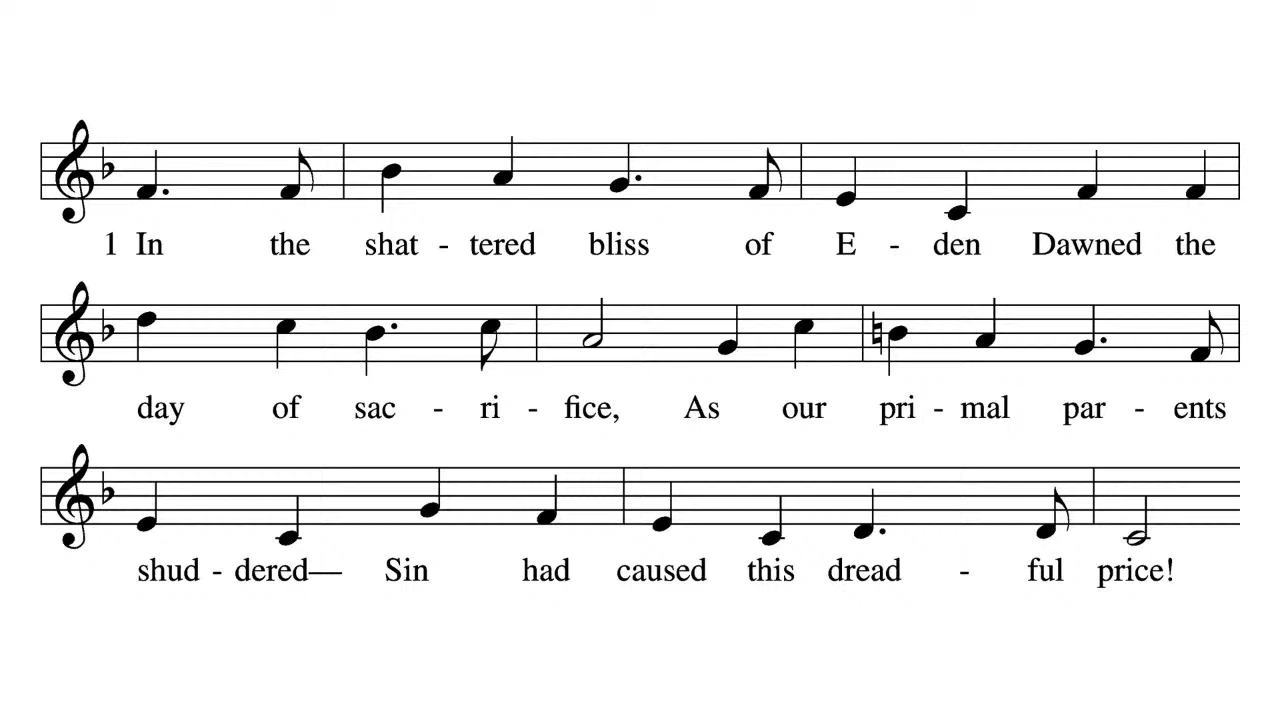 1 In the shat - tered bliss of E - den Dawned the
day of sac - ri - fice, As our pri - mal par - ents
shud - dered— Sin had caused this dread - ful price!